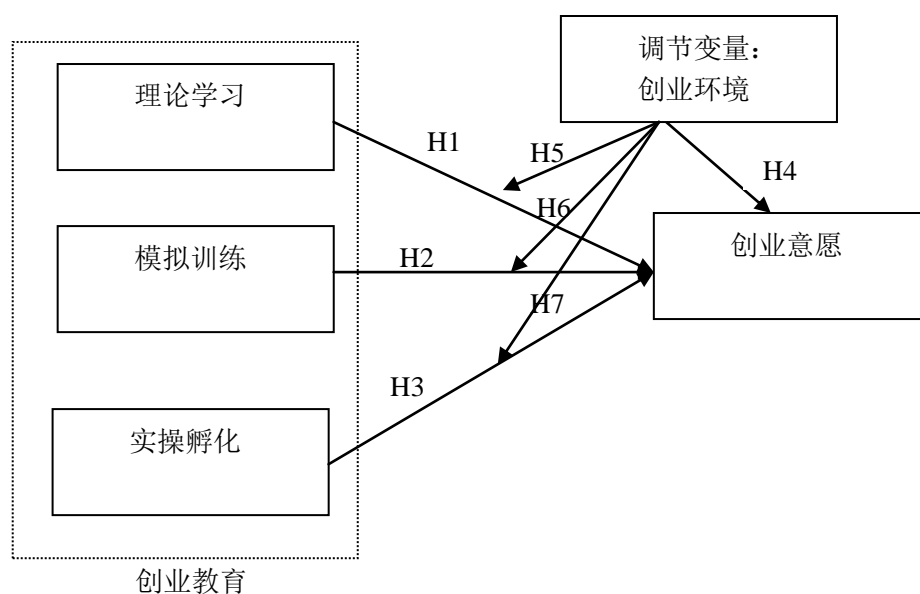 调节变量：
创业环境
理论学习
H1
H5
H4
H6
模拟训练
H2
创业意愿
H7
H3
实操孵化
创业教育